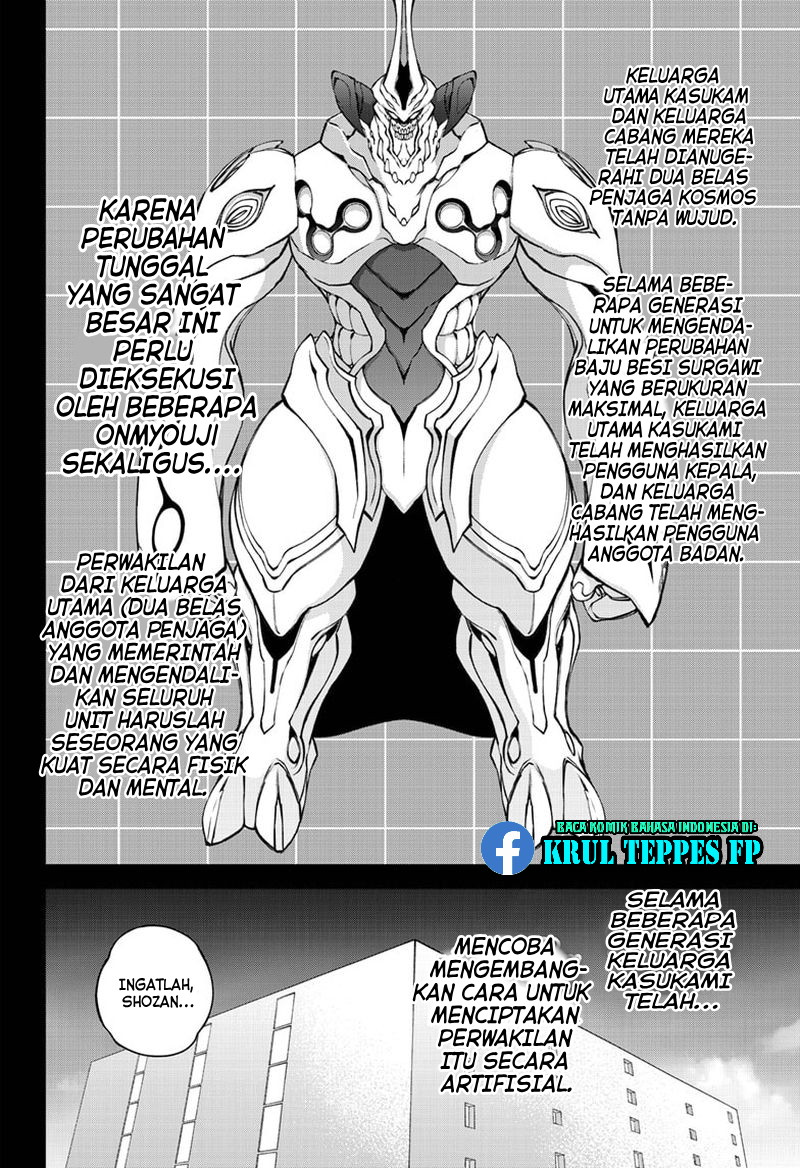 KELUARGA
UTAMA KASUKAM
DAN KELUARGA
CABANG MEREKA
TELAH DIANUGE-
RAHI DUA BELAS
PENJAGA KOSMOS
TANPA WUJUD.
SELAMA BEBE-
RAPA GENERASI
UNTUK MENGENDA-
LIKAN PERUBAHAN
BAJU BESI SURGAWI
YANG BERUKURAN
MAKSIMAL, KELUARGA
UTAMA KASUKAMI
TELAH MENGHASILKAN
PENGGUNA KEPALA,
DAN KELUARGA
CABANG TELAH MENG-
HASILKAN PENGGUNA
ANGGOTA BADAN.
KARENA
PERUBAHAN
TUNGGAL
YANG SANGAT
BESAR INI
PERLU
DIEKSEKUSI
OLEH BEBERAPA
ONMYOUJI
SEKALIGUS....
PERWAKILAN
DARI KELUARGA
UTAMA (DUA BELAS
ANGGOTA PENJAGA)
YANG MEMERINTAH
DAN MENGENDALI-
KAN SELURUH
UNIT HARUSLAH
SESEORANG YANG
KUAT SECARA FISIK
DAN MENTAL.
BACA KOMIK BAHASA INDONESIA DI:
f KRUL TEPPES FP
SELAMA
BEBERAPA
GENERASI
KELUARGA
KASUKAMI
TELAH...
MENCOBA
MENGEMBANG-
KAN CARA UNTUK
MENCIPTAKAN
PERWAKILAN
ITU SECARA
ARTIFISIAL.
INGATLAH,
SHOZAN...